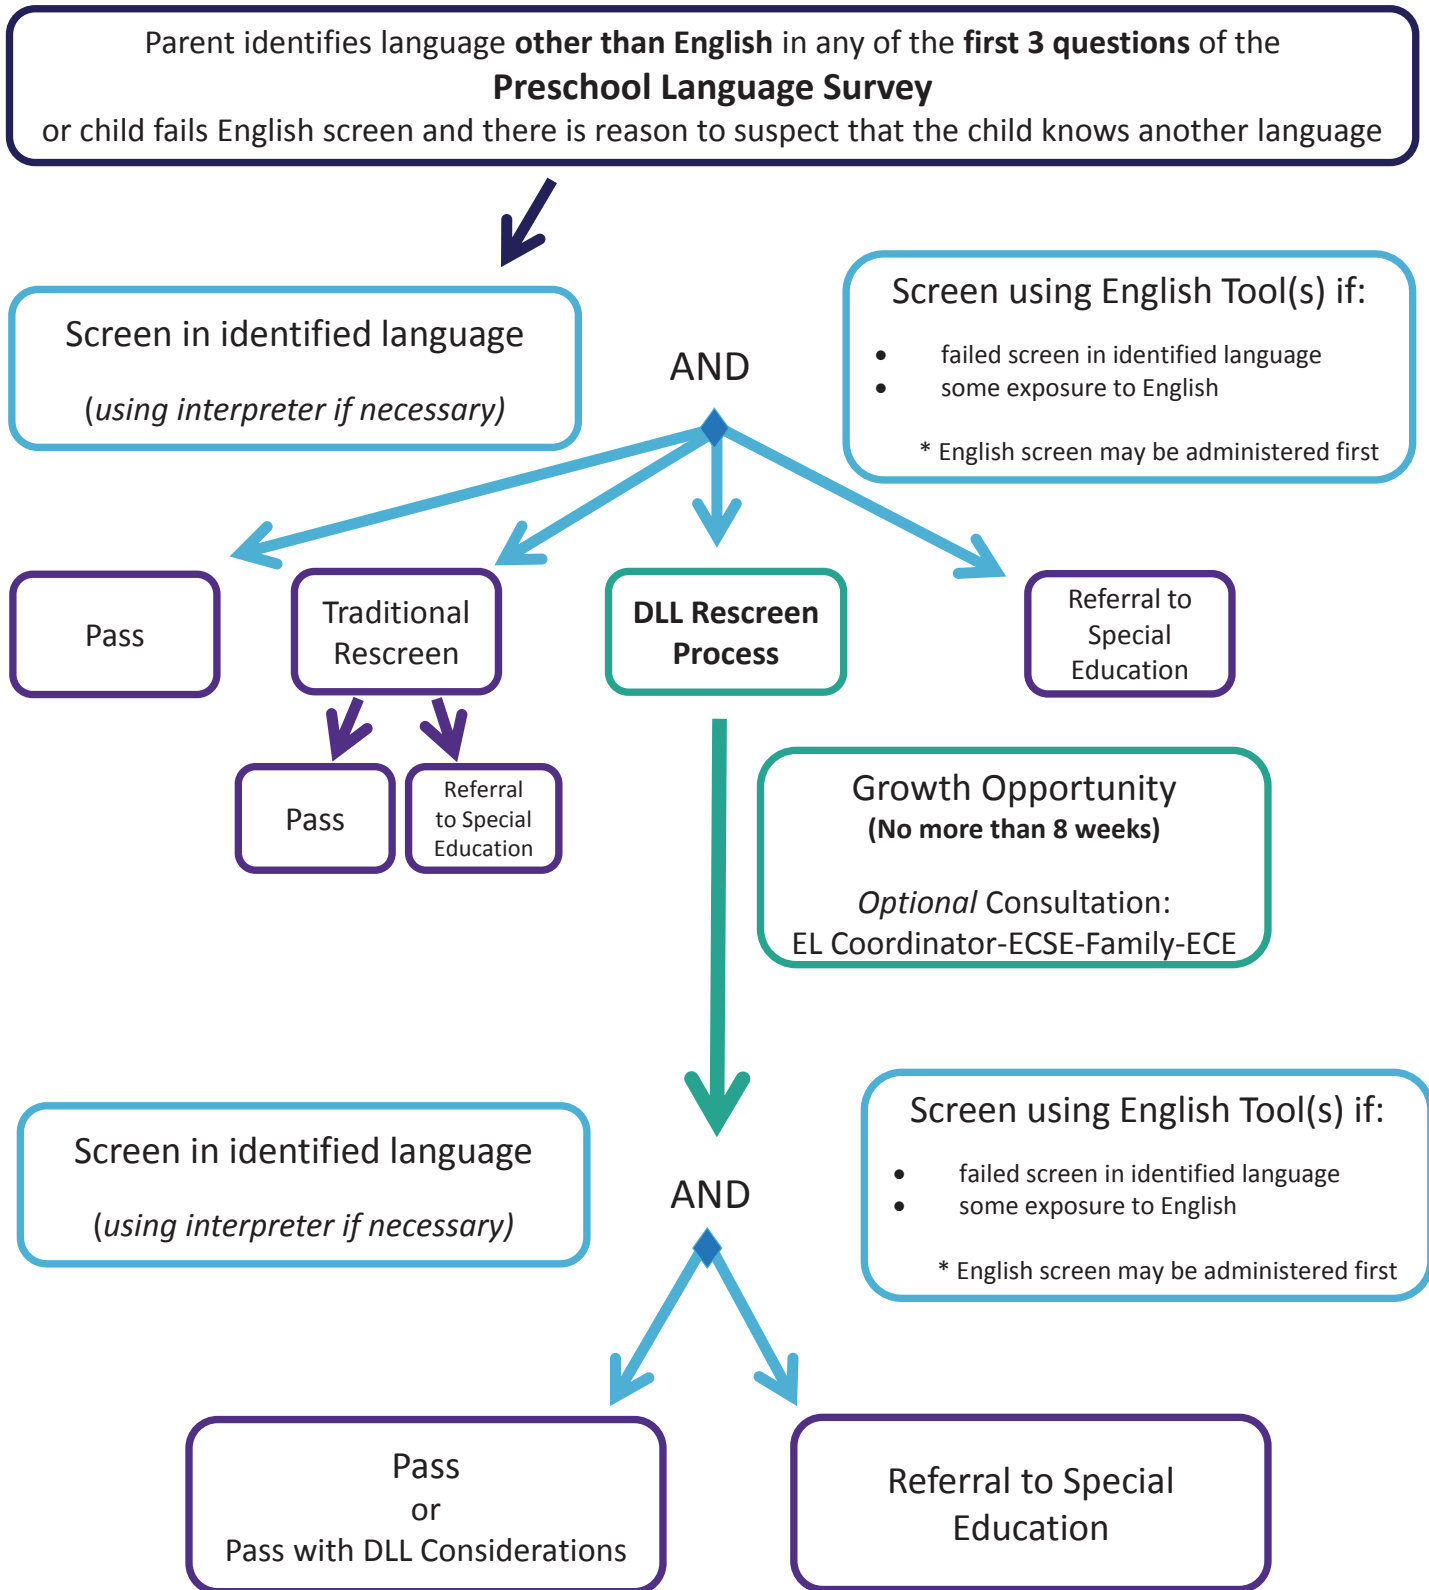 Parent identifies language other than English in any of the first 3 questions of the
Preschool Language Survey
or child fails English screen and there is reason to suspect that the child knows another language
Screen in identified language
(using interpreter if necessary)
AND
Screen using English Tool(s) if:
• failed screen in identified language
• some exposure to English
* English screen may be administered first
Pass
Traditional
Rescreen
DLL Rescreen
Process
Referral to
Special
Education
Pass
Referral
to Special
Education
Growth Opportunity
(No more than 8 weeks)
Optional Consultation:
EL Coordinator-ECSE-Family-ECE
Screen in identified language
(using interpreter if necessary)
AND
Screen using English Tool(s) if:
• failed screen in identified language
• some exposure to English
* English screen may be administered first
Pass
or
Pass with DLL Considerations
Referral to Special
Education